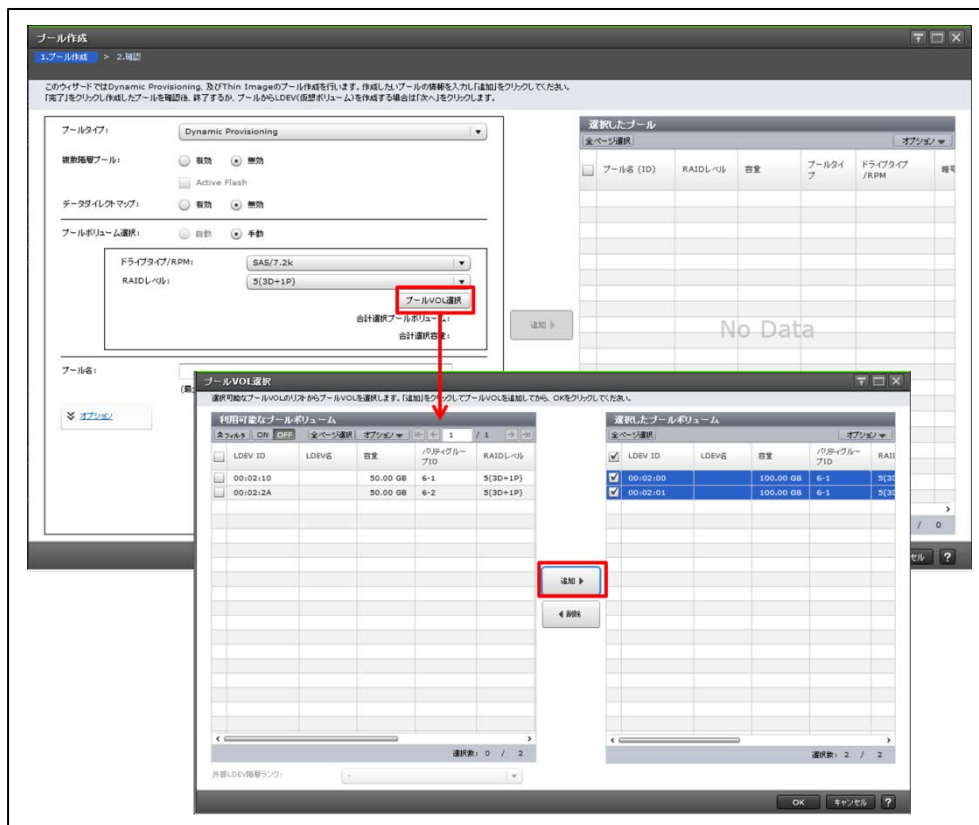 プール作成
1.プール作成 > 2.確認
このウィザードではDynamic Provisioning, 及びThin Imageのプール作成を行います。作成したいプールの情報を入力し「追加」をクリックしてください。
「完了」をクリックし作成したプールを確認後、終了するか、プールからLDEV(仮想ボリューム)を作成する場合は「次へ」をクリックします。
プールタイプ: Dynamic Provisioning
複数階層プール: 有効 無効
Active Flash
データダイレクトマップ: 有効 無効
プールボリューム選択: 自動 手動
ドライブタイプ/RPM: SAS/7.2k
RAIDレベル: 5(3D+1P)
プールVOL選択
合計選択プールボリューム:
合計選択容量:
プール名:
(最
オプション
追加
選択したプール
全ページ選択 オプション
プール名 (ID) RAIDレベル 容量 プールタイプ ドライブタイプ/RPM 暗号
No Data
/ 0
セル ?
プールVOL選択
選択可能なプールVOLのリストからプールVOLを選択します。「追加」をクリックしてプールVOLを追加してから、OKをクリックしてください。
利用可能なプールボリューム
フィルタ ON OFF 全ページ選択 オプション 1 / 1
LDEV ID LDEV名 容量 パリティグループID RAIDレベル
00:02:10 50.00 GB 6-1 5(3D+1P)
00:02:2A 50.00 GB 6-2 5(3D+1P)
選択数: 0 / 2
外部LDEV階層ランク: -
追加
削除
選択したプールボリューム
全ページ選択 オプション
LDEV ID LDEV名 容量 パリティグループID RAI
00:02:00 100.00 GB 6-1 5(3D
00:02:01 100.00 GB 6-1 5(3D
選択数: 2 / 2
OK キャンセル ?